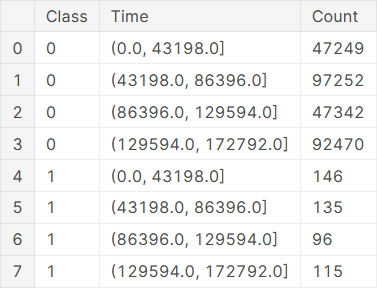 Class Time Count
0 0 (0.0, 43198.0] 47249
1 0 (43198.0, 86396.0] 97252
2 0 (86396.0, 129594.0] 47342
3 0 (129594.0, 172792.0] 92470
4 1 (0.0, 43198.0] 146
5 1 (43198.0, 86396.0] 135
6 1 (86396.0, 129594.0] 96
7 1 (129594.0, 172792.0] 115